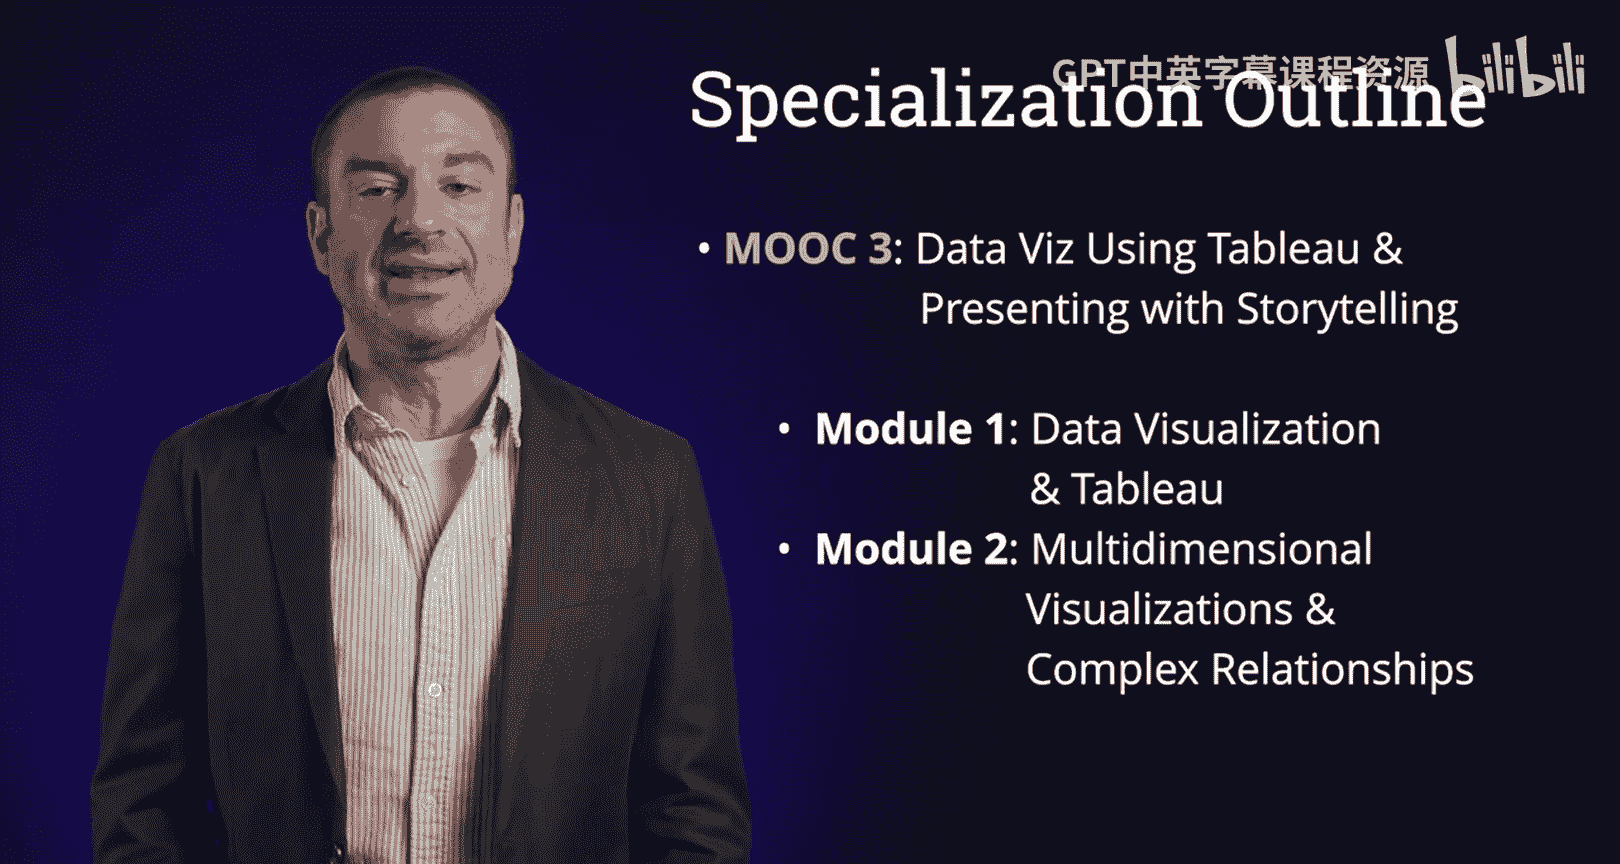 GPT中英字幕课程资源 bilibili
Specialization Outline
• MOOC 3: Data Viz Using Tableau &
Presenting with Storytelling
• Module 1: Data Visualization
& Tableau
• Module 2: Multidimensional
Visualizations &
Complex Relationships